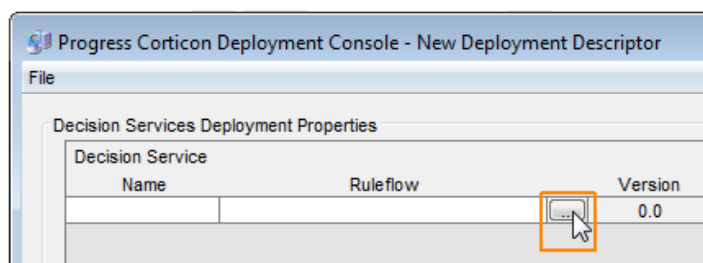 Progress Corticon Deployment Console - New Deployment Descriptor
File
Decision Services Deployment Properties
Decision Service
Name Ruleflow Version
... 0.0